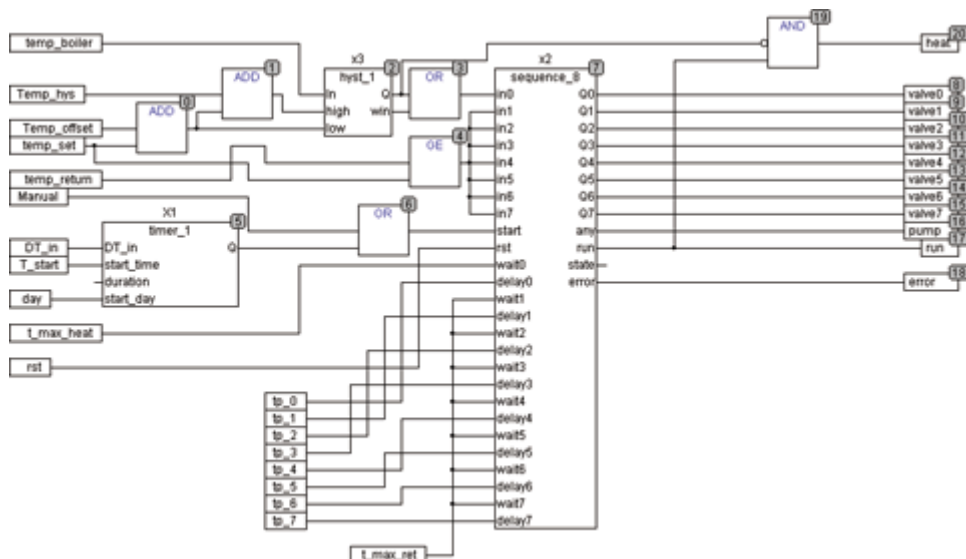 temp_boiler
Temp_hys
Temp_offset
temp_set
temp_return
Manual
DT_in
T_start
day
t_max_heat
rst
ADD
0
ADD
1
x3
hyst_1
2
in
high
low
Q
win
OR
3
GE
4
X1
timer_1
5
DT_in
start_time
duration
start_day
Q
OR
6
tp_0
tp_1
tp_2
tp_3
tp_4
tp_5
tp_6
tp_7
t_max_ret
x2
sequence_8
7
in0
in1
in2
in3
in4
in5
in6
in7
start
rst
wait0
delay0
wait1
delay1
wait2
delay2
wait3
delay3
wait4
delay4
wait5
delay5
wait6
delay6
wait7
delay7
Q0
Q1
Q2
Q3
Q4
Q5
Q6
Q7
any
run
state
error
AND
19
heat
20
valve0
8
valve1
9
valve2
10
valve3
11
valve4
12
valve5
13
valve6
14
valve7
15
pump
16
run
17
error
18